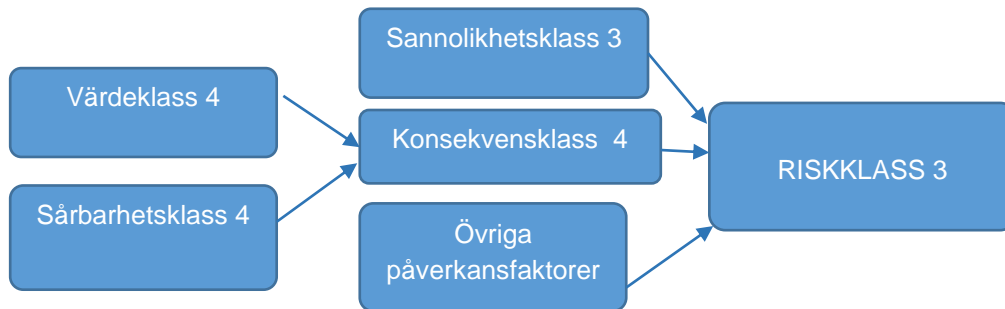 Värdeklass 4
Sårbarhetsklass 4
Sannolikhetsklass 3
Konsekvensklass 4
Övriga
påverkansfaktorer
RISKKLASS 3